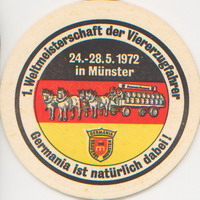 1. Weltmeisterschaft der Viererzugfahrer
24.-28.5.1972
in Münster
GERMANIA
Germania ist natürlich dabei!